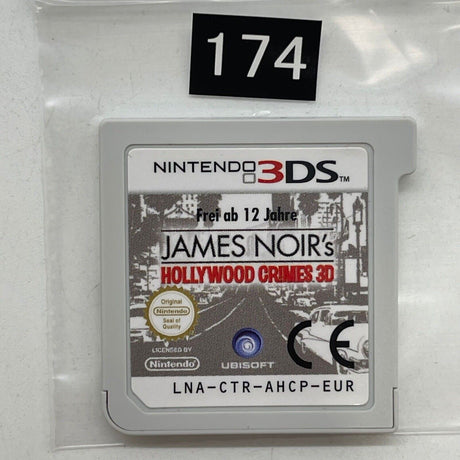 174
NINTENDO 3DS™
Frei ab 12 Jahre
JAMES NOIR's
HOLLYWOOD CRIMES 3D
Original
Nintendo
Seal of
Quality
LICENSED BY
Nintendo
UBISOFT
CE
LNA-CTR-AHCP-EUR